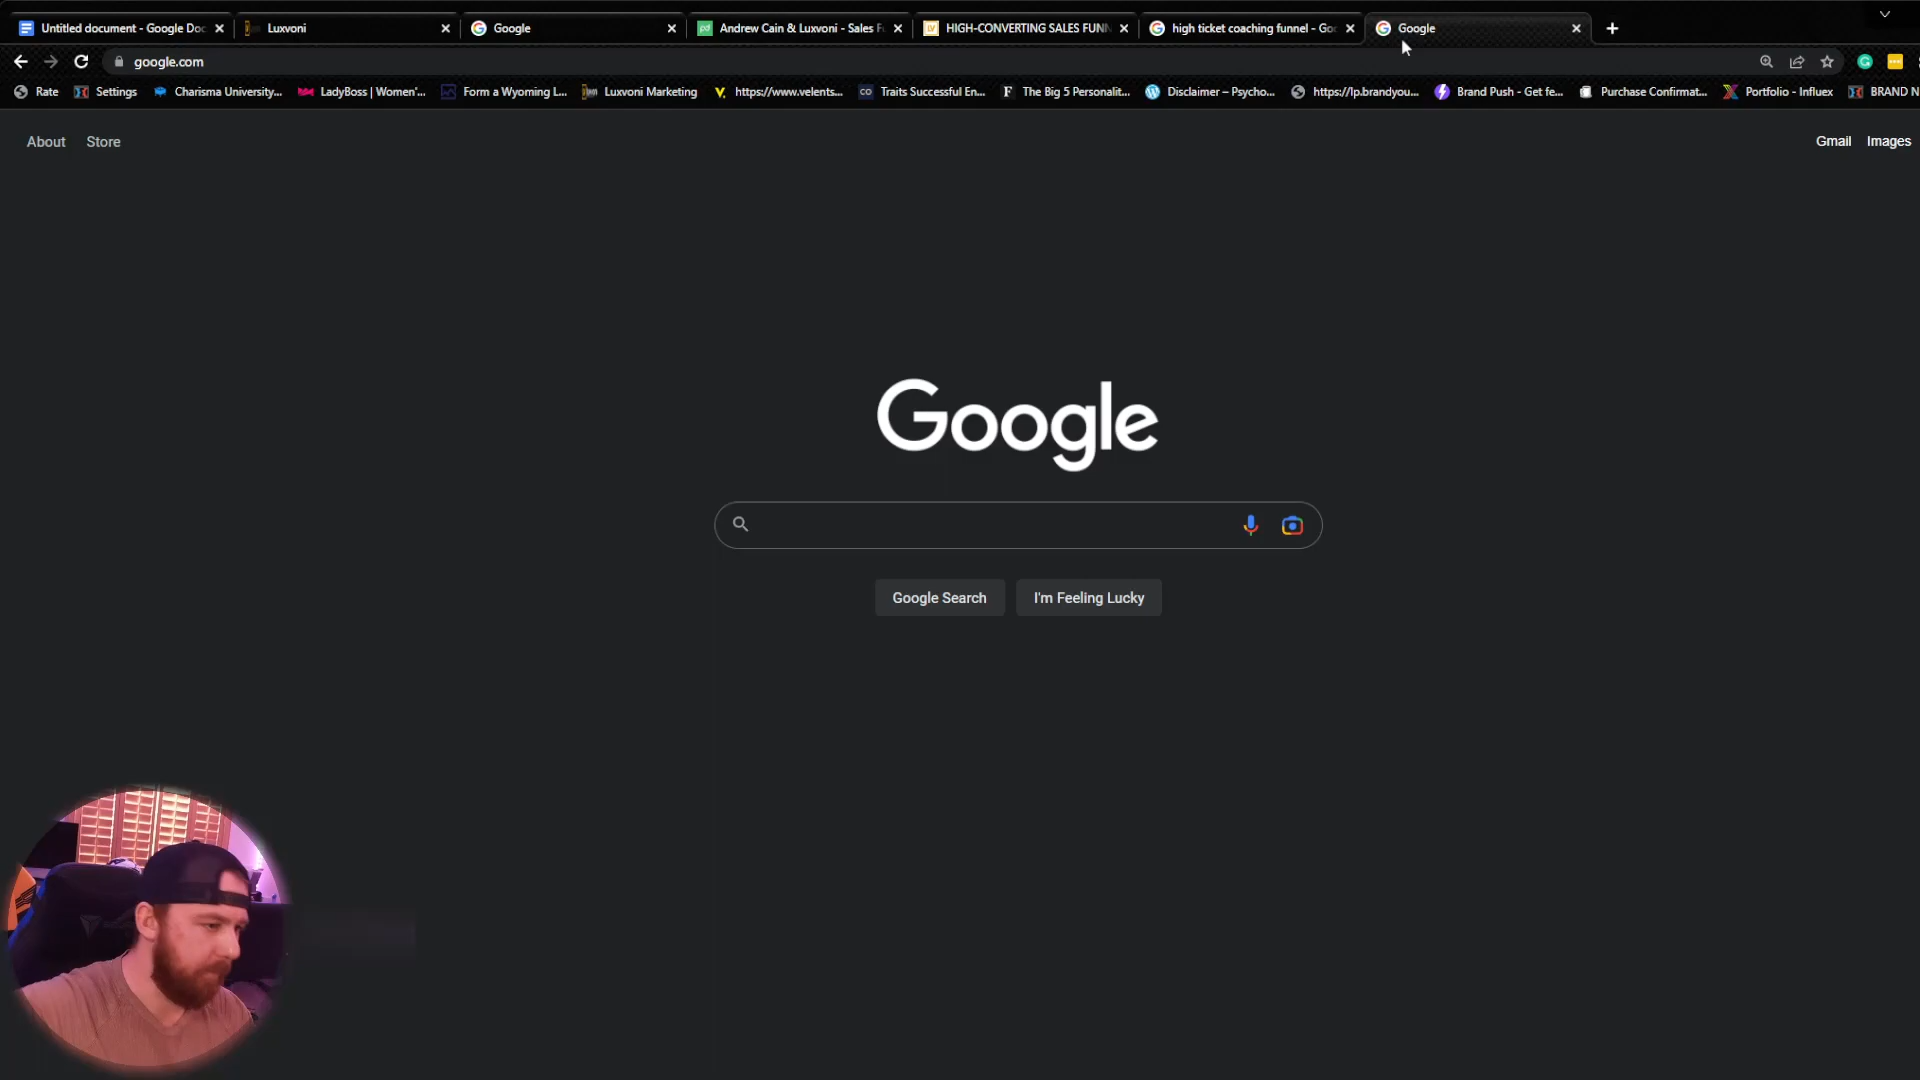 Untitled document - Google Doc Luxvoni Google Andrew Cain & Luxvoni - Sales Fu HIGH-CONVERTING SALES FUNN high ticket coaching funnel - Goo Google
google.com
Rate Settings Charisma University... LadyBoss | Women'... Form a Wyoming L... Luxvoni Marketing https://www.velents... Traits Successful En... The Big 5 Personalit... Disclaimer – Psycho... https://lp.brandyou... Brand Push - Get fe... Purchase Confirmat... Portfolio - Influex BRAND N
About Store Gmail Images
Google
Google Search I'm Feeling Lucky